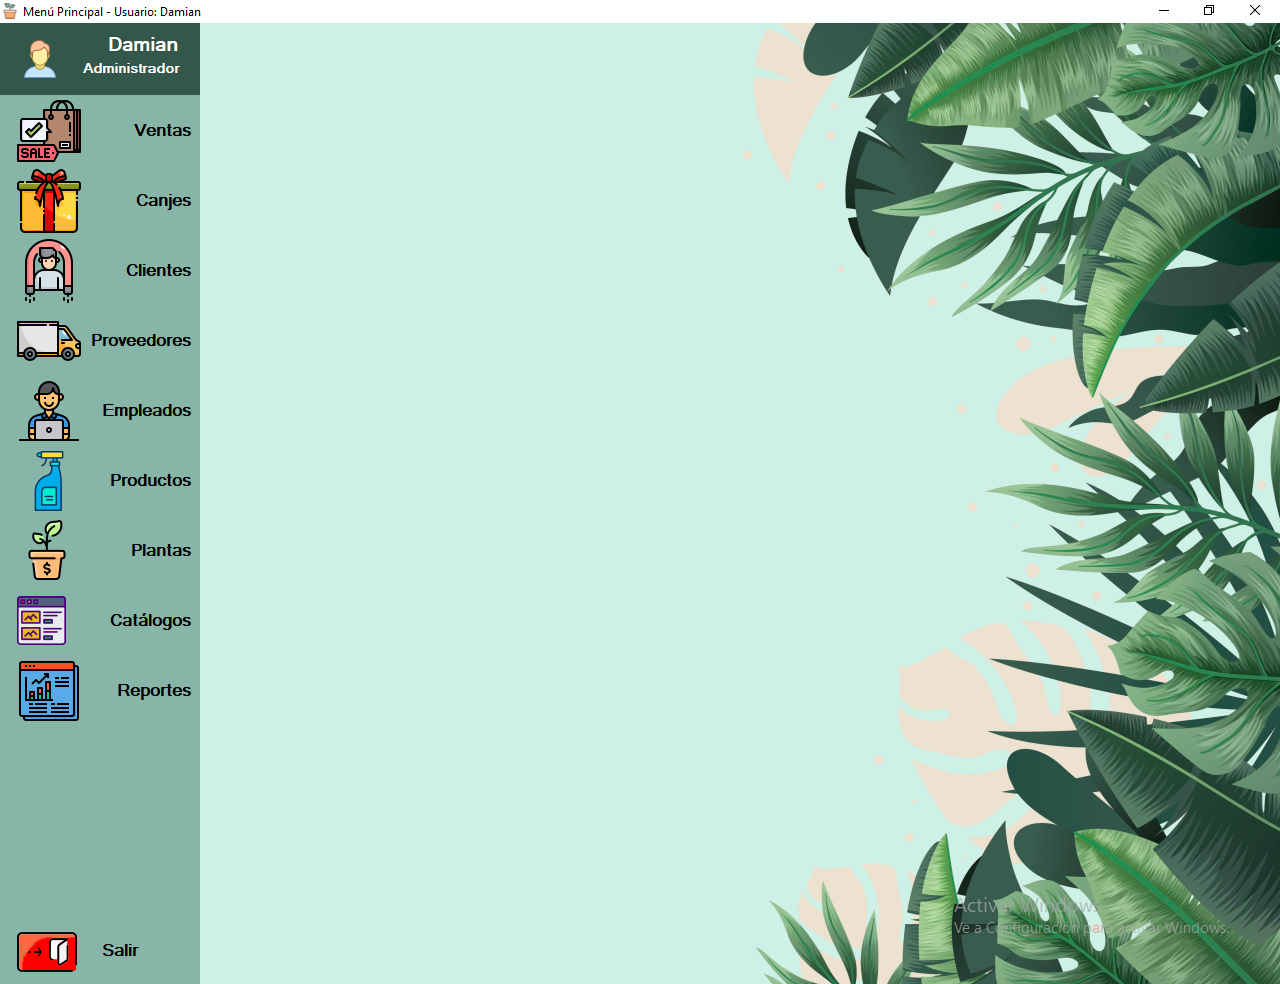 Menú Principal - Usuario: Damian
Damian
Administrador
Ventas
SALE
Canjes
Clientes
Proveedores
Empleados
Productos
$
Plantas
Catálogos
Reportes
Salir
Activar Windows
Ve a Configuración para activar Windows.